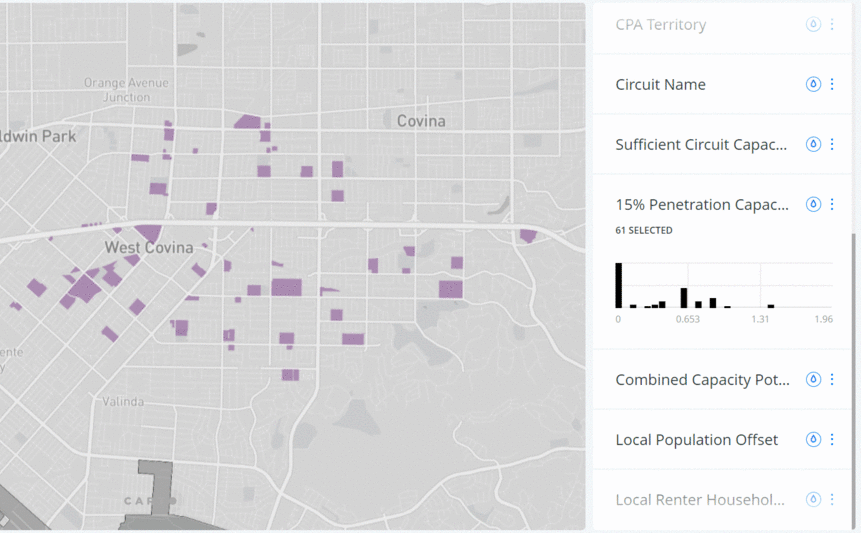 Orange Avenue
Junction
ldwin Park
Covina
West Covina
ente
y
Valinda
CPA Territory
Circuit Name
Sufficient Circuit Capac...
15% Penetration Capac...
61 SELECTED
0 0.653 1.31 1.96
Combined Capacity Pot...
Local Population Offset
Local Renter Househol...